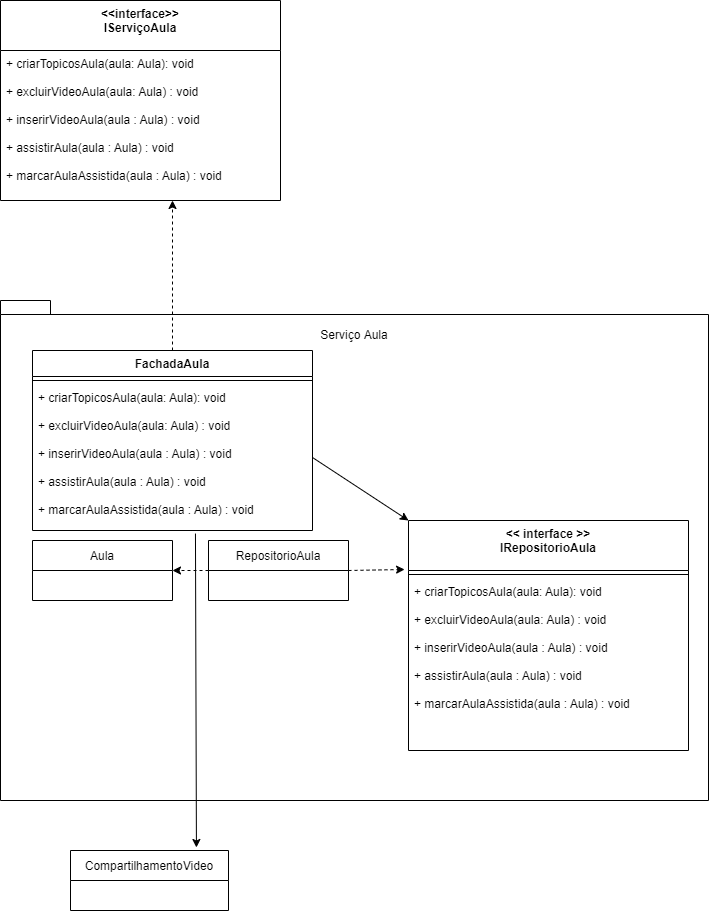 <<interface>>
IServiçoAula
+ criarTopicosAula(aula: Aula): void
+ excluirVideoAula(aula: Aula) : void
+ inserirVideoAula(aula : Aula) : void
+ assistirAula(aula : Aula) : void
+ marcarAulaAssistida(aula : Aula) : void
Serviço Aula
FachadaAula
+ criarTopicosAula(aula: Aula): void
+ excluirVideoAula(aula: Aula) : void
+ inserirVideoAula(aula : Aula) : void
+ assistirAula(aula : Aula) : void
+ marcarAulaAssistida(aula : Aula) : void
Aula
RepositorioAula
<< interface >>
IRepositorioAula
+ criarTopicosAula(aula: Aula): void
+ excluirVideoAula(aula: Aula) : void
+ inserirVideoAula(aula : Aula) : void
+ assistirAula(aula : Aula) : void
+ marcarAulaAssistida(aula : Aula) : void
CompartilhamentoVideo